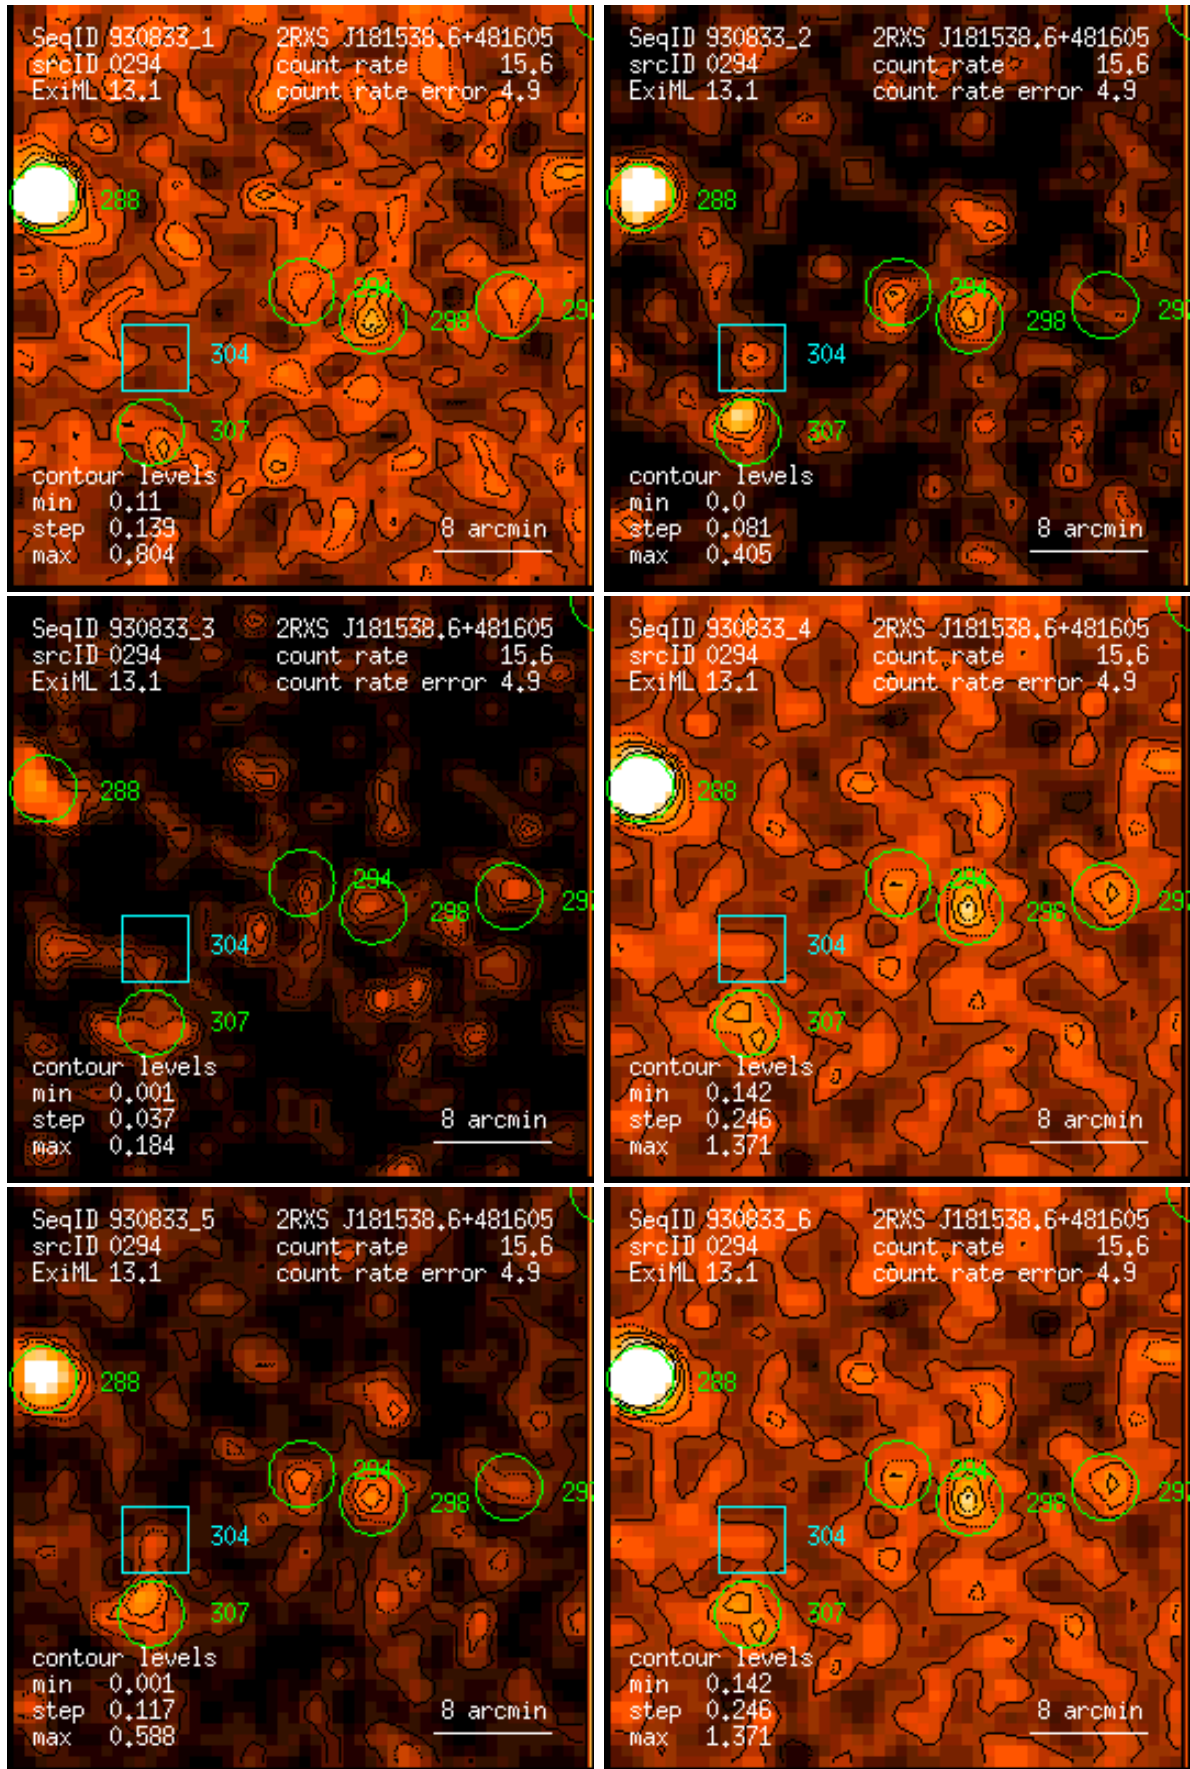 SeqID 930833_1 2RXS J181538.6+481605
srcID 0294 count rate 15.6
ExiML 13.1 count rate error 4.9
288
294
298
297
304
307
contour levels
min 0.11
step 0.139 8 arcmin
max 0.804
SeqID 930833_2 2RXS J181538.6+481605
srcID 0294 count rate 15.6
ExiML 13.1 count rate error 4.9
288
294
298
304
307
contour levels
min 0.0
step 0.081 8 arcmin
max 0.405
SeqID 930833_3 2RXS J181538.6+481605
srcID 0294 count rate 15.6
ExiML 13.1 count rate error 4.9
288
294
298
304
307
contour levels
min 0.001
step 0.037 8 arcmin
max 0.184
SeqID 930833_4 2RXS J181538.6+481605
srcID 0294 count rate 15.6
ExiML 13.1 count rate error 4.9
288
294
298
304
307
contour levels
min 0.142
step 0.246 8 arcmin
max 1.371
SeqID 930833_5 2RXS J181538.6+481605
srcID 0294 count rate 15.6
ExiML 13.1 count rate error 4.9
288
294
298
304
307
contour levels
min 0.001
step 0.117 8 arcmin
max 0.588
SeqID 930833_6 2RXS J181538.6+481605
srcID 0294 count rate 15.6
ExiML 13.1 count rate error 4.9
288
294
298
304
307
contour levels
min 0.142
step 0.246 8 arcmin
max 1.371